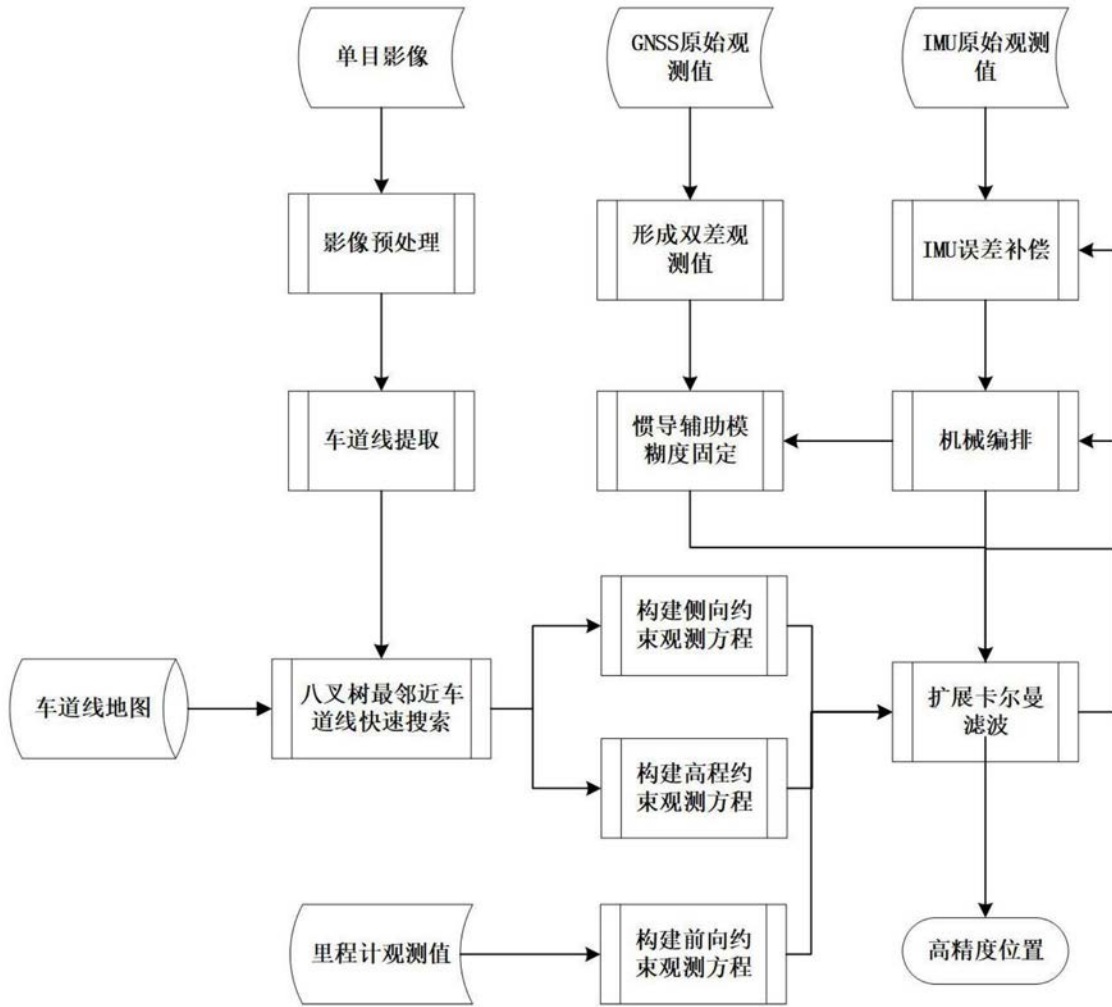 单目影像
GNSS原始观
测值
IMU原始观测
值
影像预处理
形成双差观
测值
IMU误差补偿
车道线提取
惯导辅助模
糊度固定
机械编排
构建侧向约
束观测方程
车道线地图
八叉树最邻近车
道线快速搜索
扩展卡尔曼
滤波
构建高程约
束观测方程
里程计观测值
构建前向约
束观测方程
高精度位置